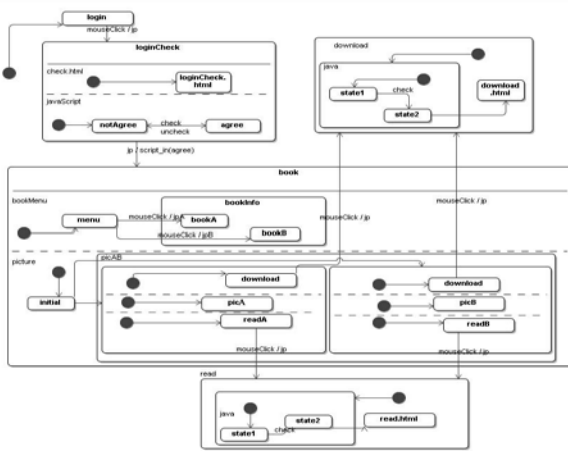 login
mouseClick / jp
loginCheck
check.html
loginCheck.
html
javaScript
notAgree
check
uncheck
agree
jp / script_in(agree)
download
java
state1
check
state2
download
.html
book
bookMenu
menu
mouseClick / jpA
mouseClick / jpB
bookInfo
bookA
bookB
mouseClick / jp
mouseClick / jp
picture
initial
picAB
download
picA
readA
download
picB
readB
mouseClick / jp
mouseClick / jp
read
java
state1
check
state2
read.html